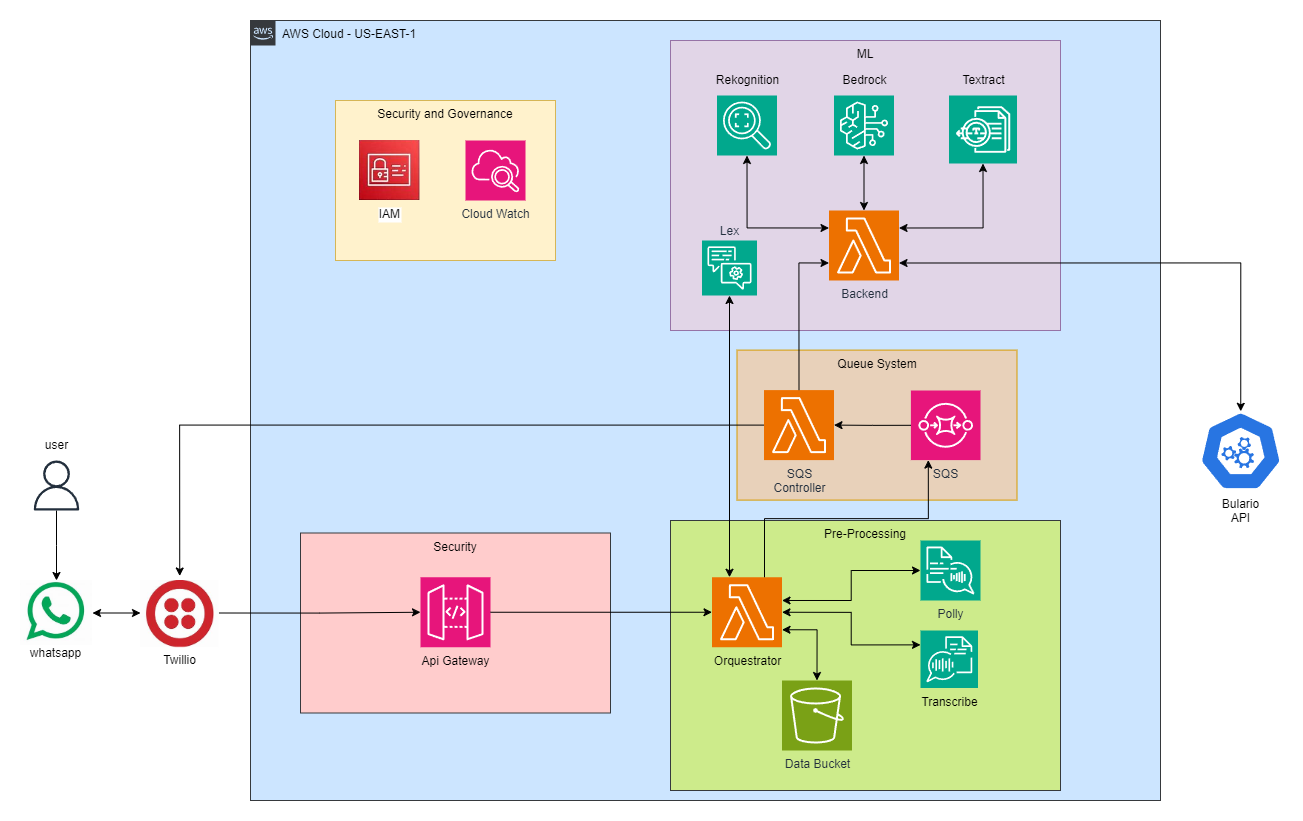 aws
AWS Cloud - US-EAST-1
ML
Rekognition
Bedrock
Textract
Security and Governance
IAM
Cloud Watch
Lex
Backend
Queue System
SQS
Controller
SQS
user
Bulario
API
Pre-Processing
Security
Polly
whatsapp
Twillio
Api Gateway
Orquestrator
Transcribe
Data Bucket